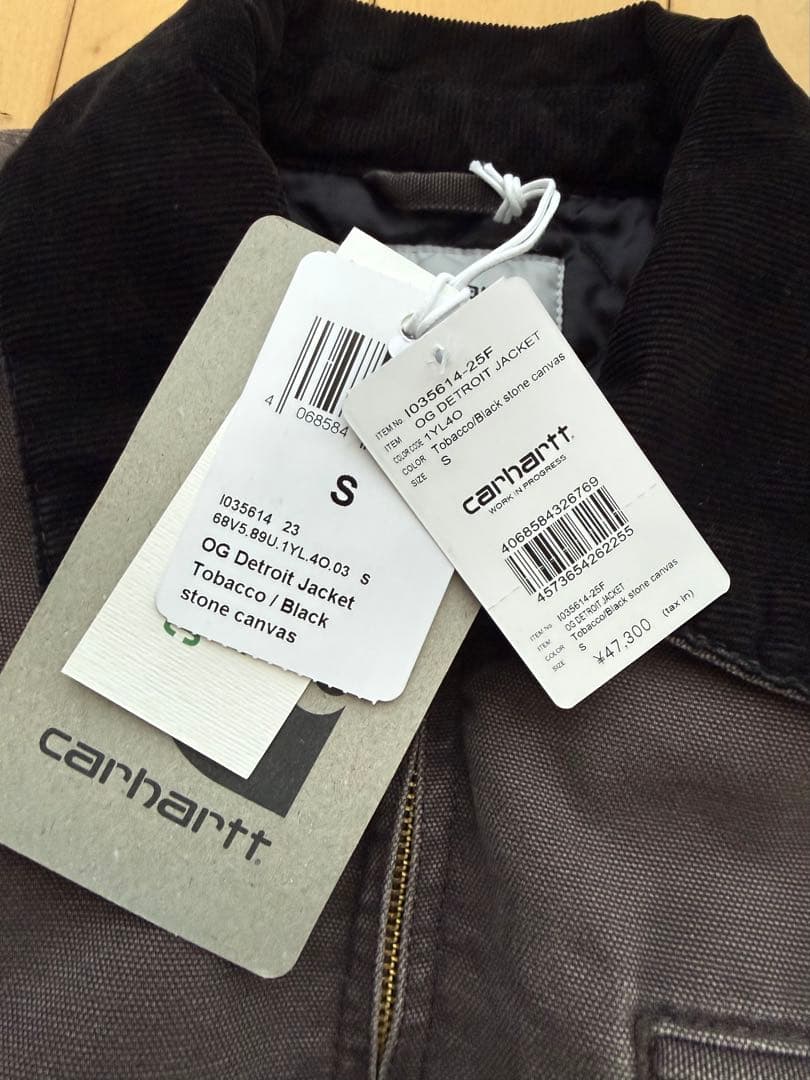 068584
S
I035614 23
68V5.89U.1YL.4O.03 S
OG Detroit Jacket
Tobacco / Black
stone canvas
carhartt
ITEM No I035614-25F
ITEM OG DETROIT JACKET
COLOR CODE 1YL4O
COLOR Tobacco/Black stone canvas
SIZE S
carhartt
WORK IN PROGRESS
4068584326769
4573654262255
ITEM No I035614-25F
ITEM OG DETROIT JACKET
COLOR Tobacco/Black stone canvas
SIZE S
¥47,300 (tax in)